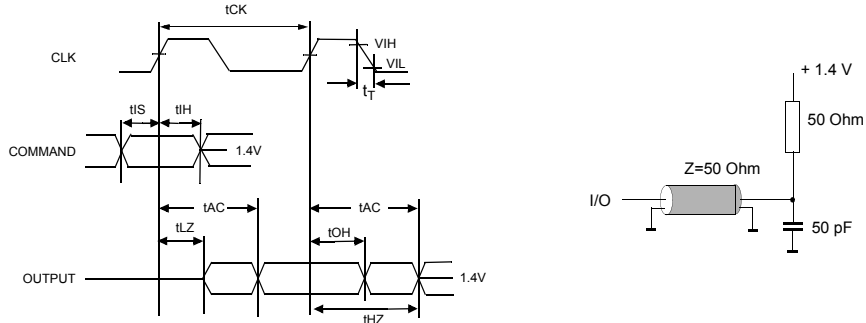 tCK
CLK
VIH
VIL
tT
tIS
tIH
COMMAND
1.4V
tAC
tAC
tLZ
tOH
OUTPUT
1.4V
tHZ
+ 1.4 V
50 Ohm
Z=50 Ohm
I/O
50 pF